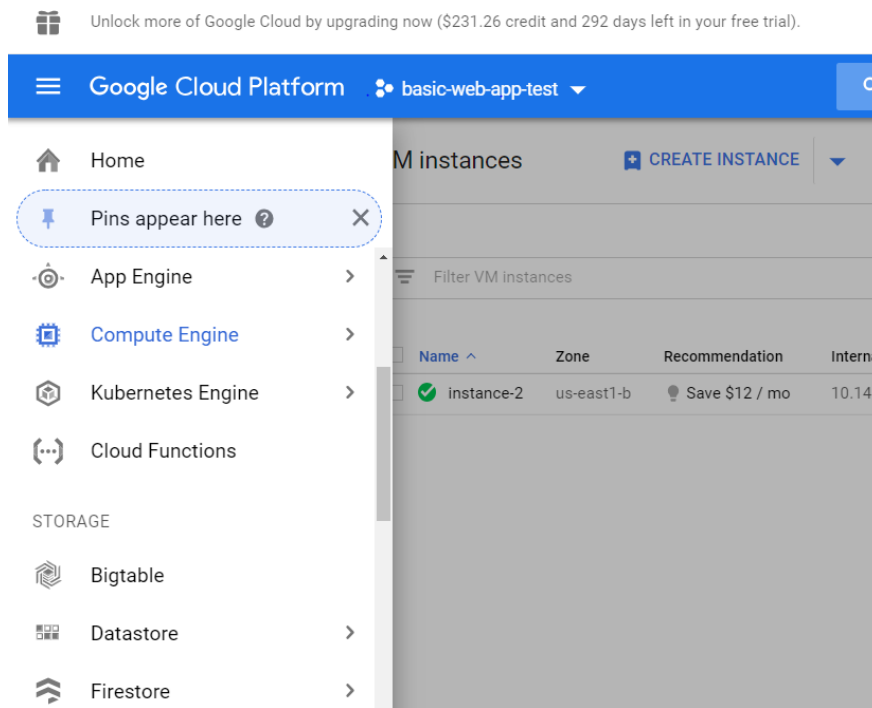 Unlock more of Google Cloud by upgrading now ($231.26 credit and 292 days left in your free trial).
Google Cloud Platform basic-web-app-test
Home
Pins appear here
App Engine
Compute Engine
Kubernetes Engine
Cloud Functions
STORAGE
Bigtable
Datastore
Firestore
M instances CREATE INSTANCE
Filter VM instances
Name Zone Recommendation Intern
instance-2 us-east1-b Save $12 / mo 10.14